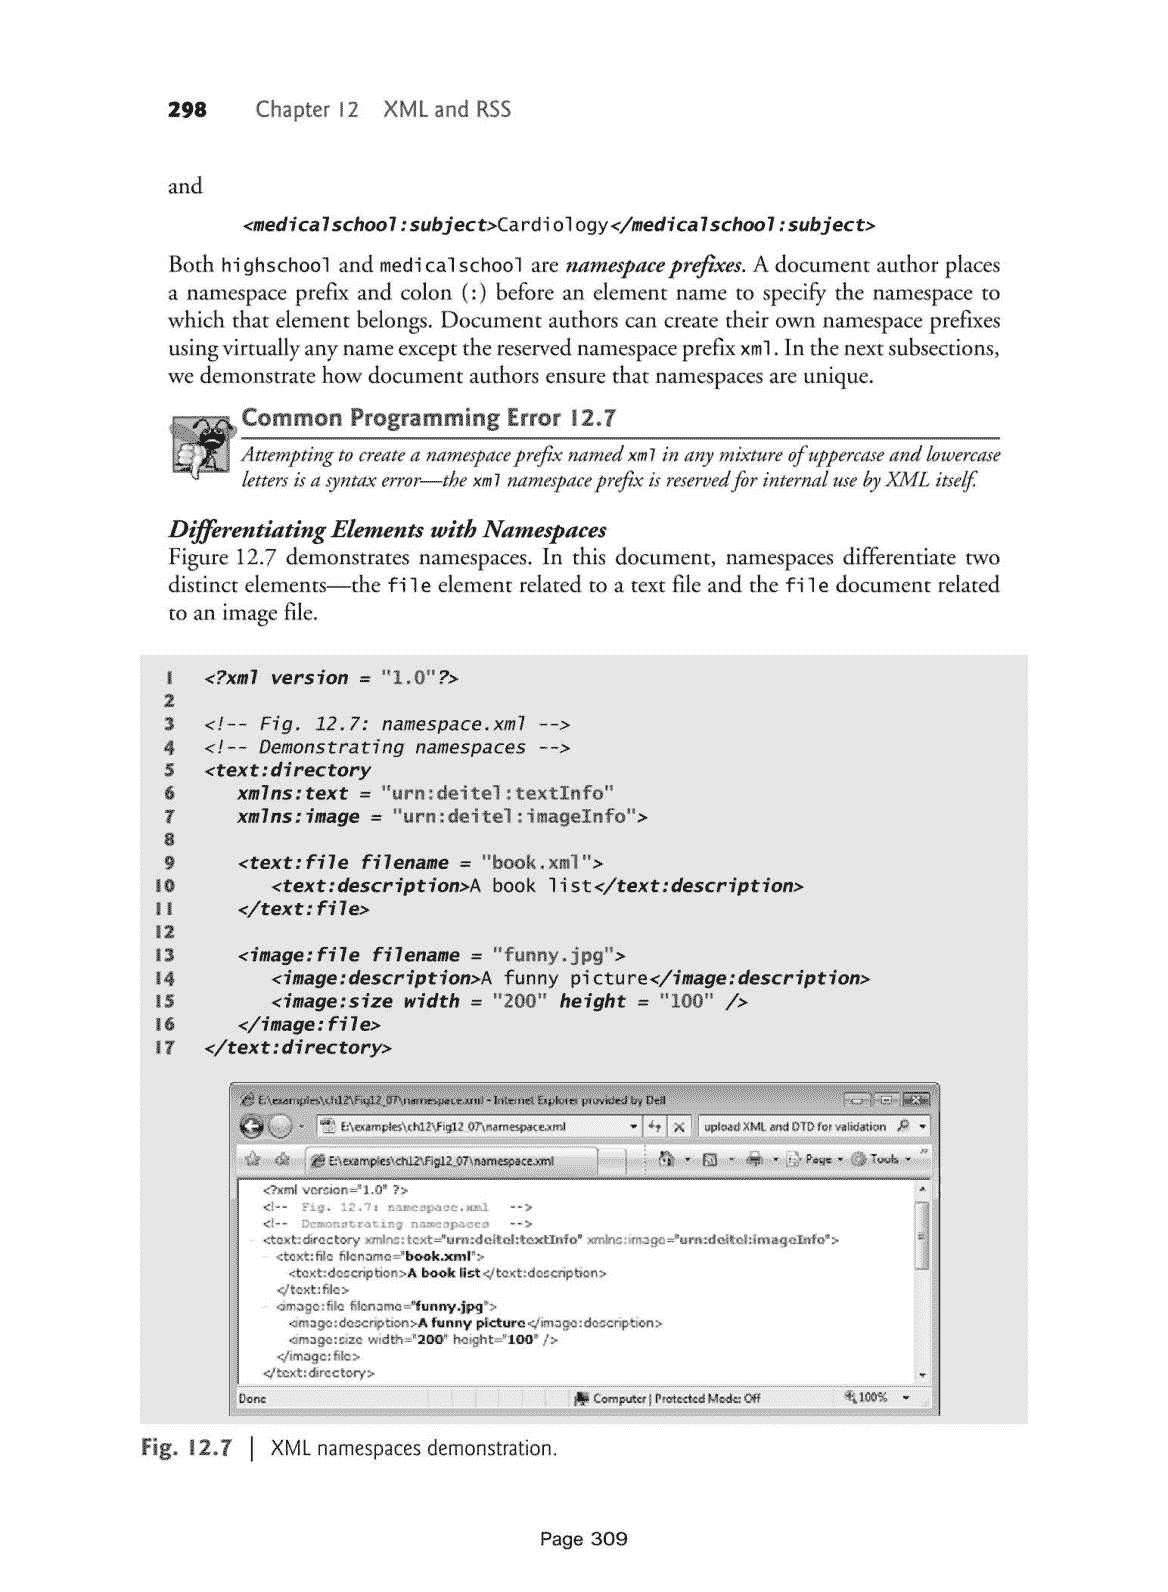 298 Chapter 12 XML and RSS
and
<medicalschool:subject>Cardiology</medicalschool:subject>
Both highschool and medicalschool are namespace prefixes. A document author places
a namespace prefix and colon (:) before an element name to specify the namespace to
which that element belongs. Document authors can create their own namespace prefixes
using virtually any name except the reserved namespace prefix xml. In the next subsections,
we demonstrate how document authors ensure that namespaces are unique.
Common Programming Error 12.7
Attempting to create a namespace prefix named xml in any mixture of uppercase and lowercase
letters is a syntax error—the xml namespace prefix is reserved for internal use by XML itself.
Differentiating Elements with Namespaces
Figure 12.7 demonstrates namespaces. In this document, namespaces differentiate two
distinct elements—the file element related to a text file and the file document related
to an image file.
1 <?xml version = "1.0"?>
2
3 <!-- Fig. 12.7: namespace.xml -->
4 <!-- Demonstrating namespaces -->
5 <text:directory
6 xmlns:text = "urn:deitel:textInfo"
7 xmlns:image = "urn:deitel:imageInfo">
8
9 <text:file filename = "book.xml">
10 <text:description>A book list</text:description>
11 </text:file>
12
13 <image:file filename = "funny.jpg">
14 <image:description>A funny picture</image:description>
15 <image:size width = "200" height = "100" />
16 </image:file>
17 </text:directory>
E:\examples\ch12\Fig12_07\namespace.xml - Internet Explorer provided by Dell
E:\examples\ch12\Fig12_07\namespace.xml upload XML and DTD for validation
E:\examples\ch12\Fig12_07\namespace.xml Page Tools
<?xml version="1.0" ?>
<!-- Fig. 12.7: namespace.xml -->
<!-- Demonstrating namespaces -->
- <text:directory xmlns:text="urn:deitel:textInfo" xmlns:image="urn:deitel:imageInfo">
- <text:file filename="book.xml">
<text:description>A book list</text:description>
</text:file>
- <image:file filename="funny.jpg">
<image:description>A funny picture</image:description>
<image:size width="200" height="100" />
</image:file>
</text:directory>
Done Computer | Protected Mode: Off 100%
Fig. 12.7 | XML namespaces demonstration.
Page 309